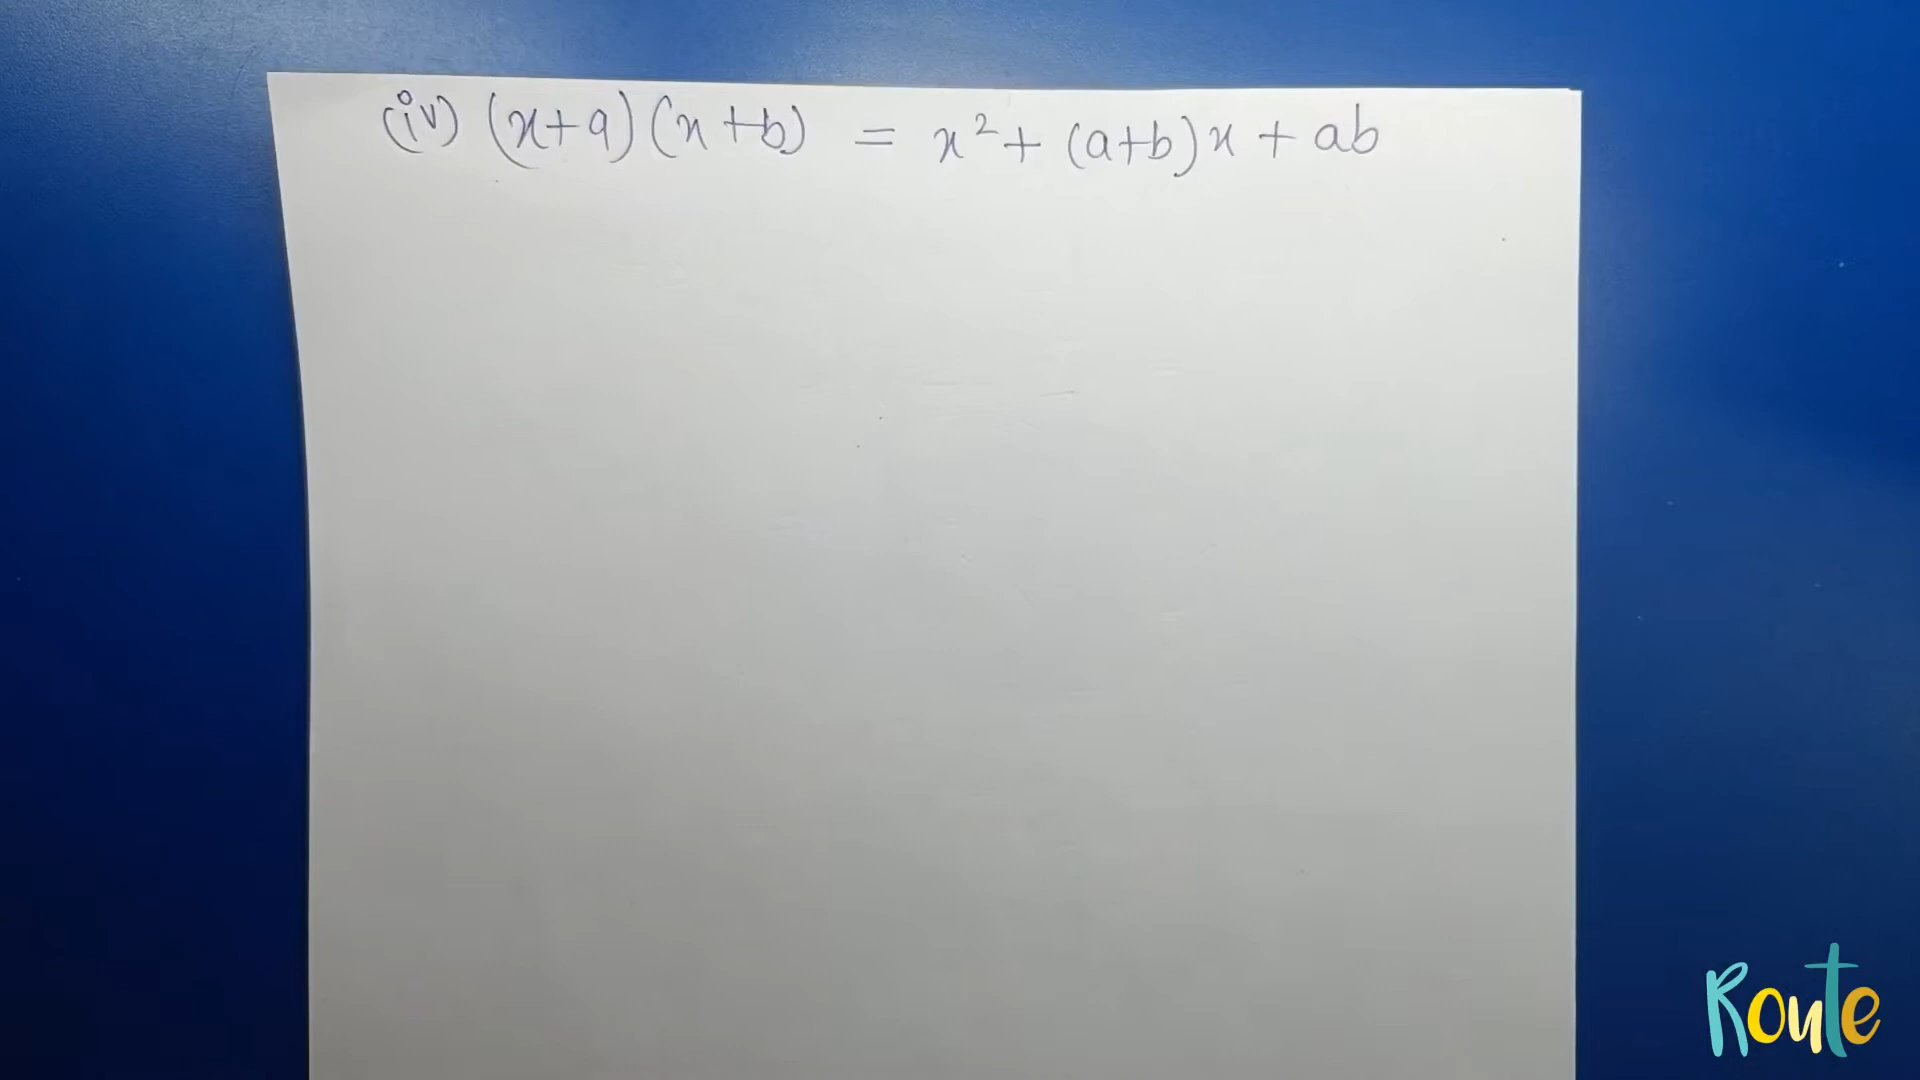 (iv) (x+a)(x+b) = x²+ (a+b)x + ab
Route